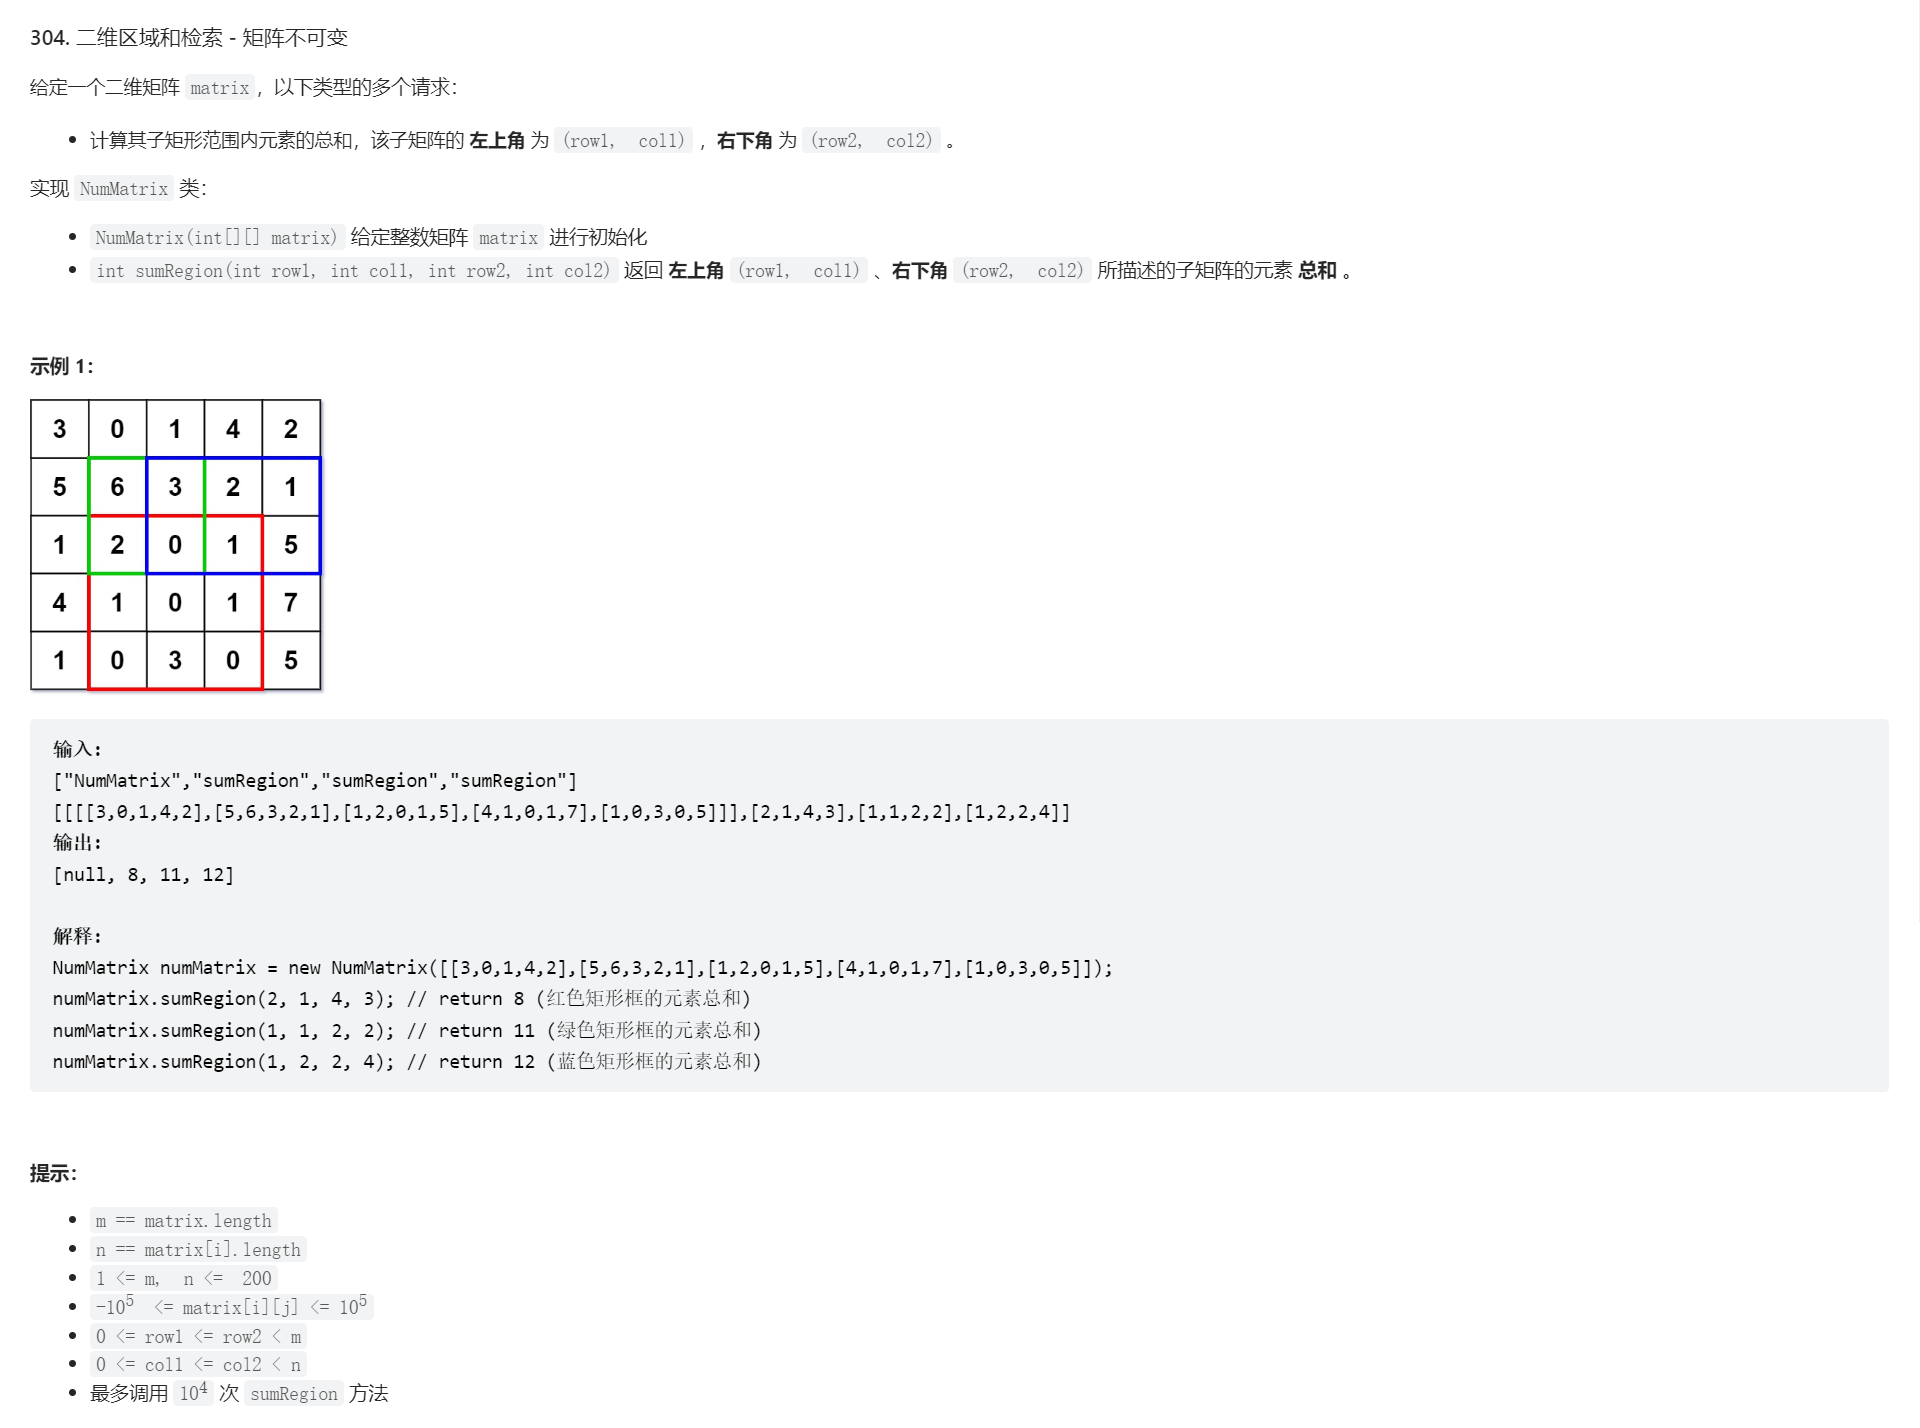 304. 二维区域和检索 - 矩阵不可变
给定一个二维矩阵 matrix，以下类型的多个请求：
计算其子矩形范围内元素的总和，该子矩阵的 左上角 为 (row1, col1) ，右下角 为 (row2, col2) 。
实现 NumMatrix 类：
NumMatrix(int[][] matrix) 给定整数矩阵 matrix 进行初始化
int sumRegion(int row1, int col1, int row2, int col2) 返回 左上角 (row1, col1) 、右下角 (row2, col2) 所描述的子矩阵的元素 总和 。
示例 1：
3 0 1 4 2
5 6 3 2 1
1 2 0 1 5
4 1 0 1 7
1 0 3 0 5
输入:
["NumMatrix","sumRegion","sumRegion","sumRegion"]
[[[[3,0,1,4,2],[5,6,3,2,1],[1,2,0,1,5],[4,1,0,1,7],[1,0,3,0,5]]],[2,1,4,3],[1,1,2,2],[1,2,2,4]]
输出:
[null, 8, 11, 12]
解释:
NumMatrix numMatrix = new NumMatrix([[3,0,1,4,2],[5,6,3,2,1],[1,2,0,1,5],[4,1,0,1,7],[1,0,3,0,5]]);
numMatrix.sumRegion(2, 1, 4, 3); // return 8 (红色矩形框的元素总和)
numMatrix.sumRegion(1, 1, 2, 2); // return 11 (绿色矩形框的元素总和)
numMatrix.sumRegion(1, 2, 2, 4); // return 12 (蓝色矩形框的元素总和)
提示：
m == matrix.length
n == matrix[i].length
1 <= m, n <= 200
-10⁵ <= matrix[i][j] <= 10⁵
0 <= row1 <= row2 < m
0 <= col1 <= col2 < n
最多调用 10⁴ 次 sumRegion 方法